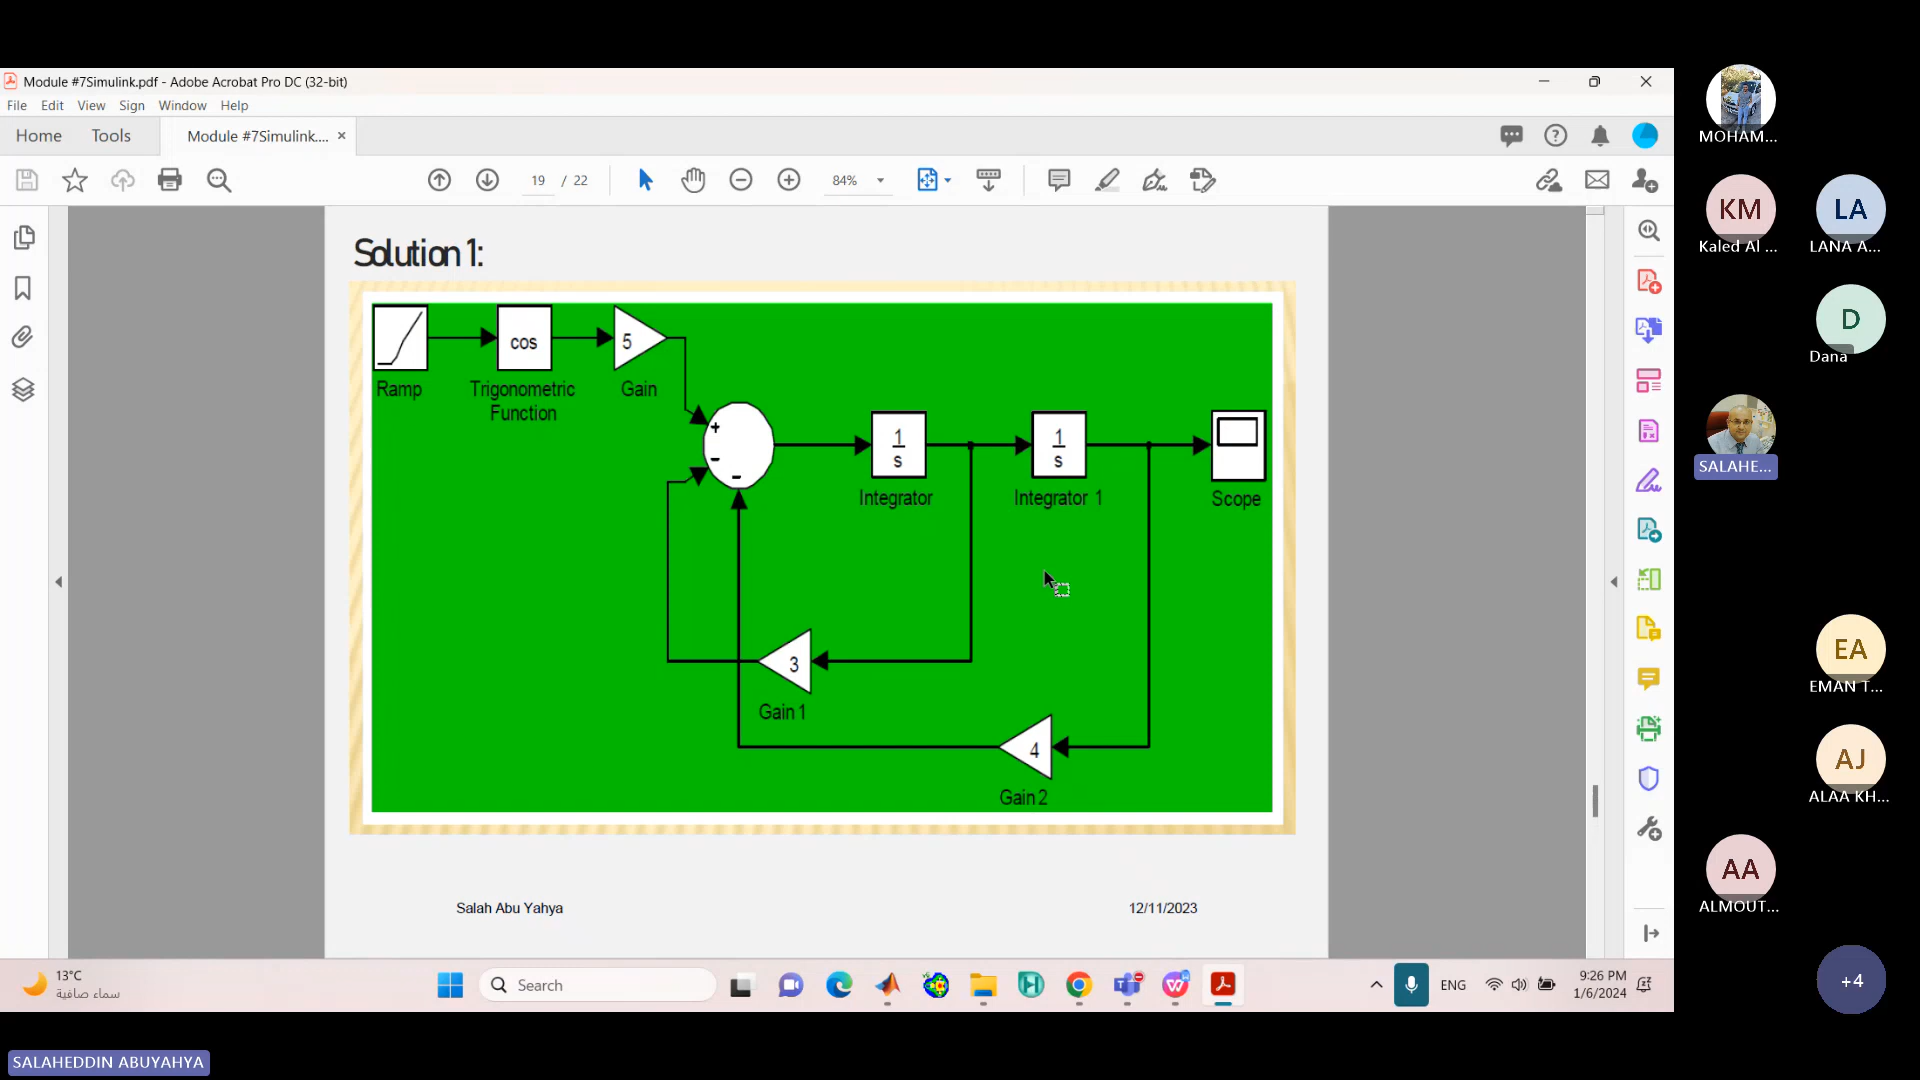 Module #7Simulink.pdf - Adobe Acrobat Pro DC (32-bit)
File Edit View Sign Window Help
Home Tools Module #7Simulink....
19 / 22 84%
Solution 1:
cos 5
Ramp Trigonometric Function Gain
+
-
-
1
s
Integrator
1
s
Integrator 1
Scope
3
Gain 1
4
Gain 2
Salah Abu Yahya 12/11/2023
13°C
سماء صافية
Search
ENG
9:26 PM
1/6/2024
MOHAM...
KM
Kaled Al ...
LA
LANA A...
D
Dana
SALAHE...
EA
EMAN T...
AJ
ALAA KH...
AA
ALMOUT...
+4
SALAHEDDIN ABUYAHYA